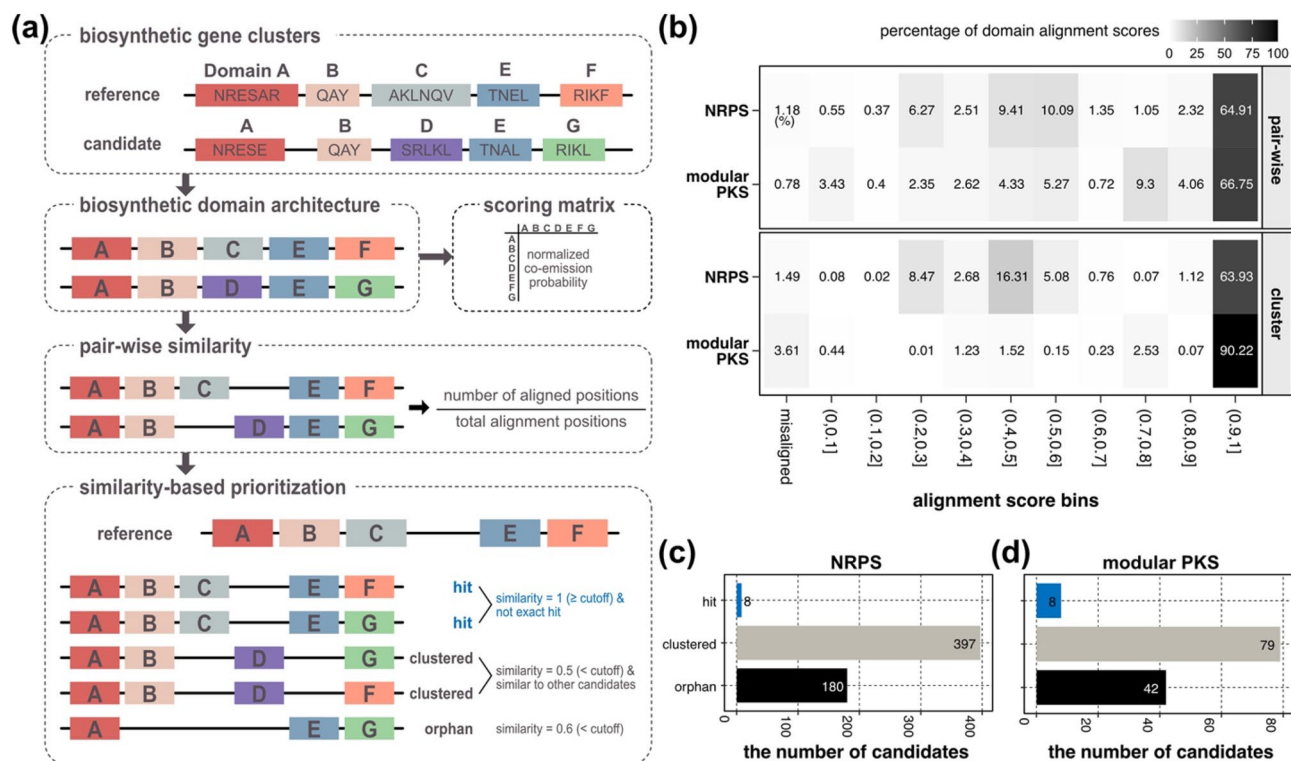 (a)
biosynthetic gene clusters
Domain A B C E F
reference NRESAR QAY AKLNQV TNEL RIKF
A B D E G
candidate NRESE QAY SRLKL TNAL RIKL
biosynthetic domain architecture
A B C E F
A B D E G
scoring matrix
A B C D E F G
A
B
C
D
E
F
G
normalized
co-emission
probability
pair-wise similarity
A B C E F
A B D E G
number of aligned positions
total alignment positions
similarity-based prioritization
reference A B C E F
A B C E F hit
similarity = 1 (≥ cutoff) &
not exact hit
A B C E G hit
A B D G clustered
similarity = 0.5 (< cutoff) &
similar to other candidates
A B D F clustered
A E G orphan similarity = 0.6 (< cutoff)
(b)
percentage of domain alignment scores
0 25 50 75 100
NRPS 1.18 0.55 0.37 6.27 2.51 9.41 10.09 1.35 1.05 2.32 64.91
(%)
modular
PKS
0.78 3.43 0.4 2.35 2.62 4.33 5.27 0.72 9.3 4.06 66.75
pair-wise
NRPS 1.49 0.08 0.02 8.47 2.68 16.31 5.08 0.76 0.07 1.12 63.93
modular
PKS
3.61 0.44 0.01 1.23 1.52 0.15 0.23 2.53 0.07 90.22
cluster
misaligned (0,0.1] (0.1,0.2] (0.2,0.3] (0.3,0.4] (0.4,0.5] (0.5,0.6] (0.6,0.7] (0.7,0.8] (0.8,0.9] (0.9,1]
alignment score bins
(c)
NRPS
hit 8
clustered 397
orphan 180
0 100 200 300 400
the number of candidates
(d)
modular PKS
8
79
42
0 20 40 60 80
the number of candidates